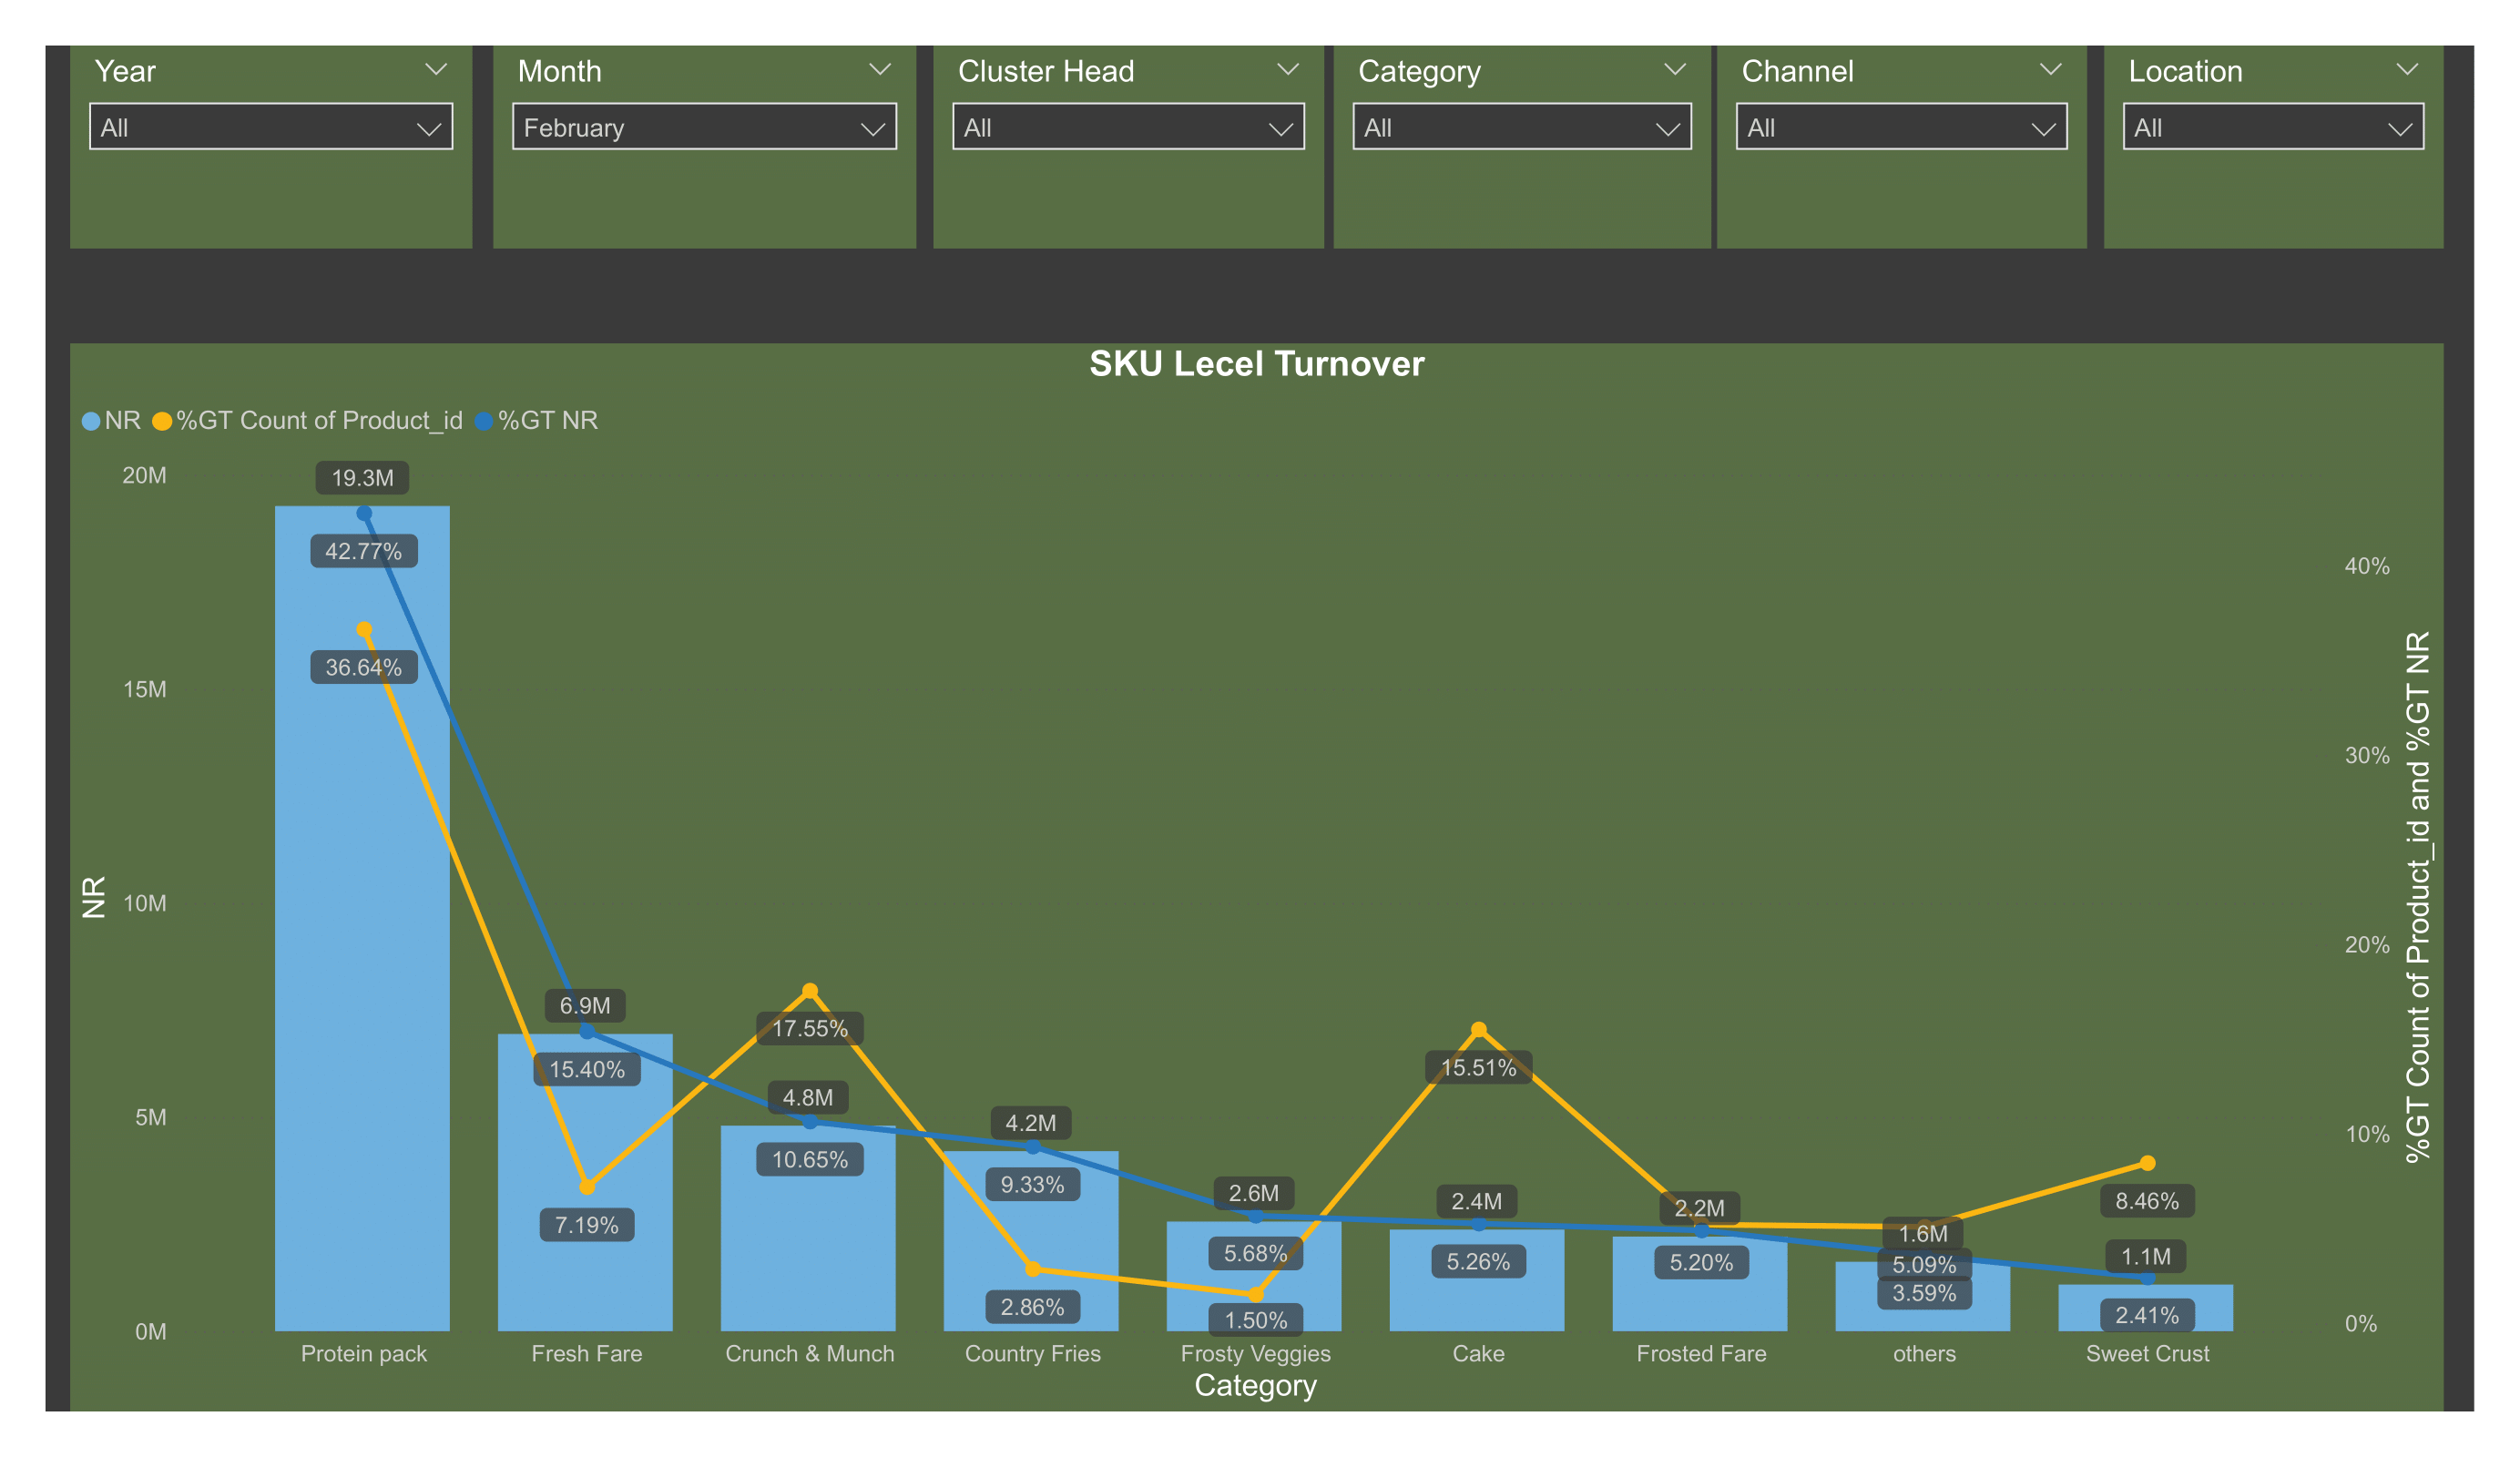 Year
All
Month
February
Cluster Head
All
Category
All
Channel
All
Location
All
SKU Lecel Turnover
NR %GT Count of Product_id %GT NR
20M
15M
10M
5M
0M
NR
19.3M
42.77%
36.64%
6.9M
15.40%
7.19%
17.55%
4.8M
10.65%
4.2M
9.33%
2.86%
2.6M
5.68%
1.50%
15.51%
2.4M
5.26%
2.2M
5.20%
1.6M
5.09%
3.59%
8.46%
1.1M
2.41%
40%
30%
20%
10%
0%
%GT Count of Product_id and %GT NR
Protein pack Fresh Fare Crunch & Munch Country Fries Frosty Veggies Cake Frosted Fare others Sweet Crust
Category